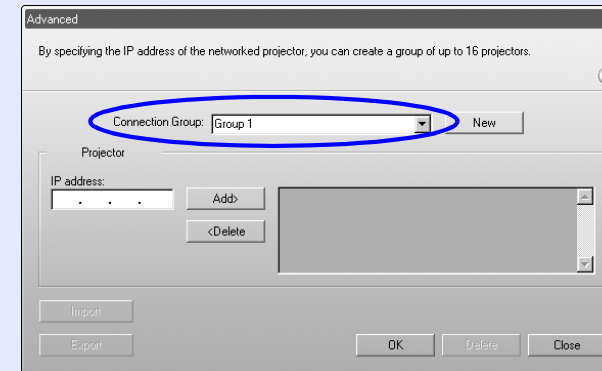 Advanced
By specifying the IP address of the networked projector, you can create a group of up to 16 projectors.
Connection Group: Group 1 New
Projector
IP address:
. . . Add>
<Delete
Import
Export OK Delete Close